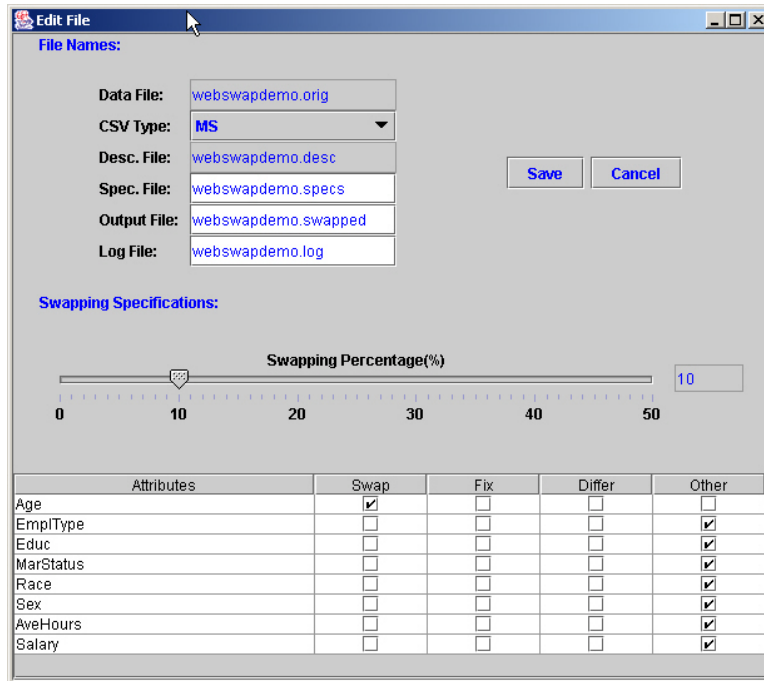 Edit File
File Names:
Data File: webswapdemo.orig
CSV Type: MS
Desc. File: webswapdemo.desc
Spec. File: webswapdemo.specs
Output File: webswapdemo.swapped
Log File: webswapdemo.log
Save Cancel
Swapping Specifications:
Swapping Percentage(%)
10
0 10 20 30 40 50
Attributes Swap Fix Differ Other
Age
EmplType
Educ
MarStatus
Race
Sex
AveHours
Salary